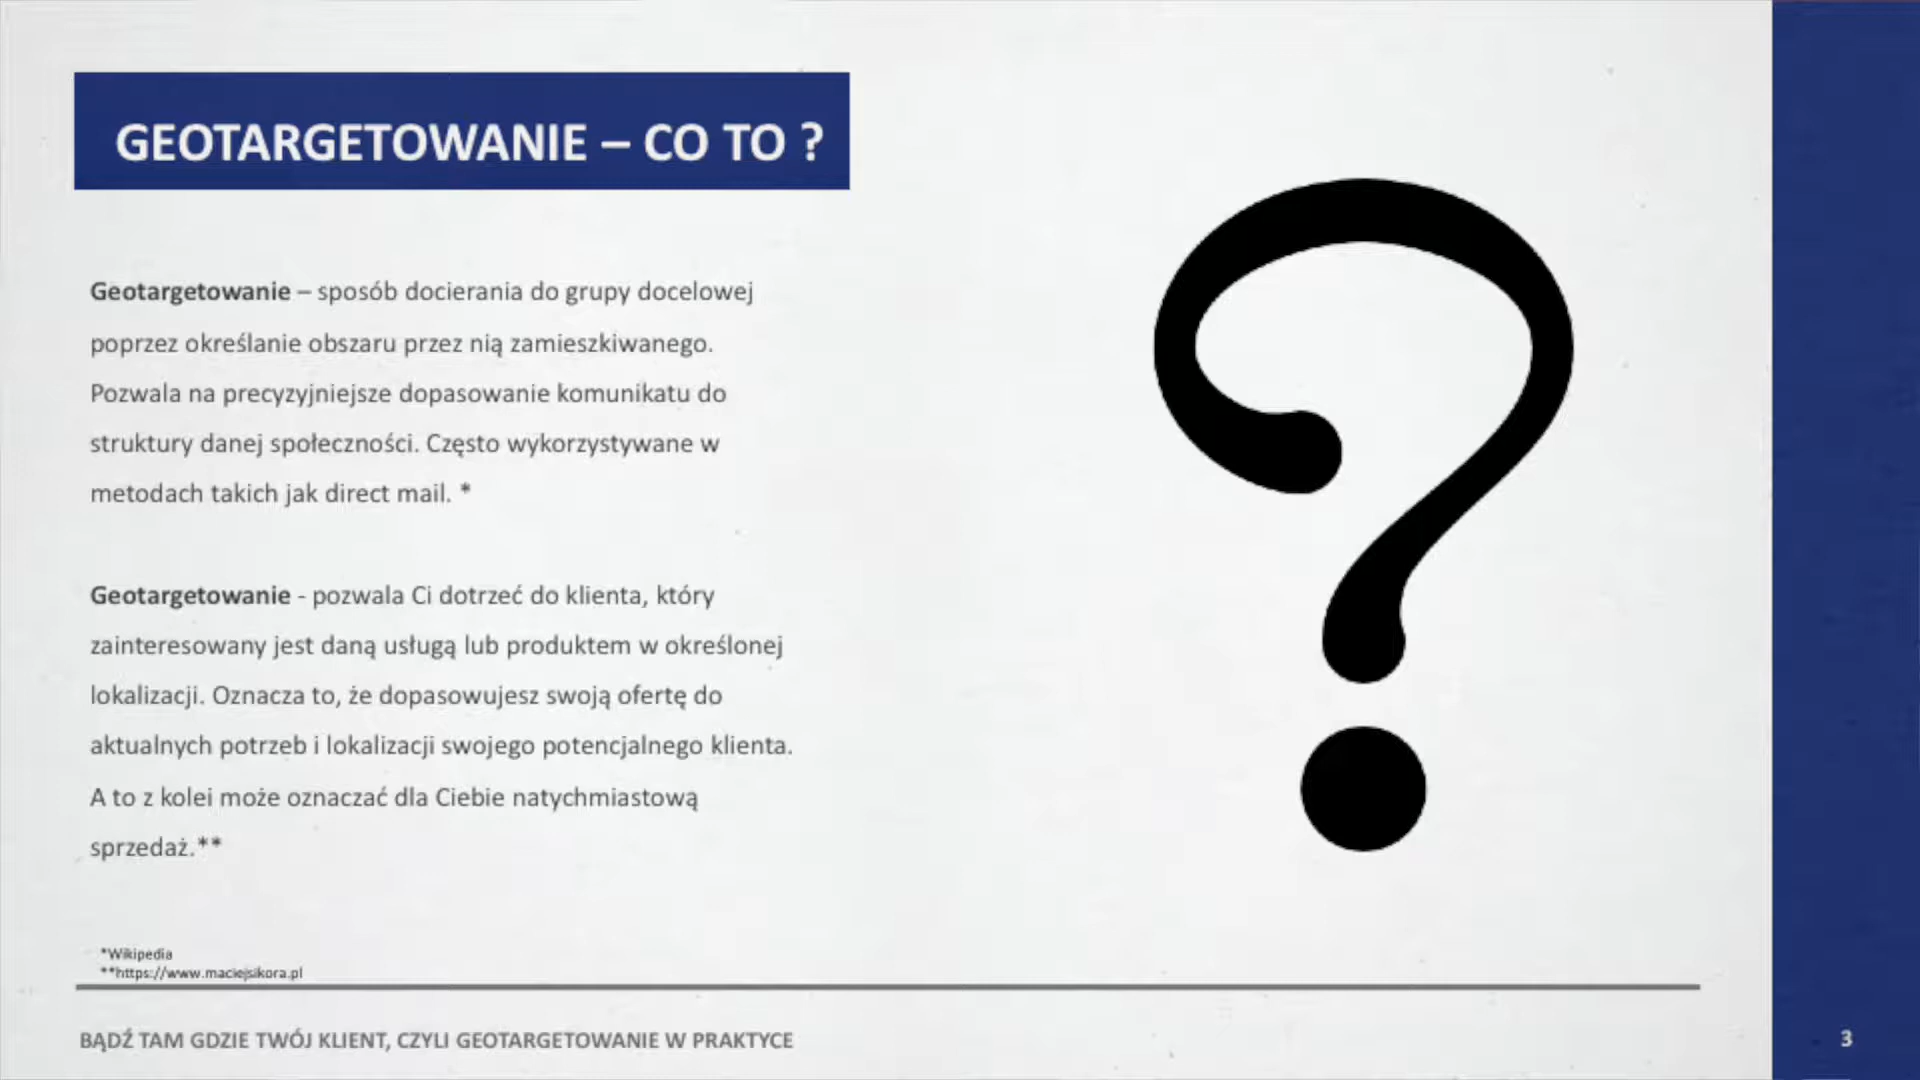 GEOTARGETOWANIE – CO TO ?
Geotargetowanie – sposób docierania do grupy docelowej
poprzez określanie obszaru przez nią zamieszkiwanego.
Pozwala na precyzyjniejsze dopasowanie komunikatu do
struktury danej społeczności. Często wykorzystywane w
metodach takich jak direct mail. *
Geotargetowanie - pozwala Ci dotrzeć do klienta, który
zainteresowany jest daną usługą lub produktem w określonej
lokalizacji. Oznacza to, że dopasowujesz swoją ofertę do
aktualnych potrzeb i lokalizacji swojego potencjalnego klienta.
A to z kolei może oznaczać dla Ciebie natychmiastową
sprzedaż.**
?
*Wikipedia
**https://www.maciejsikora.pl
BĄDŹ TAM GDZIE TWÓJ KLIENT, CZYLI GEOTARGETOWANIE W PRAKTYCE
3